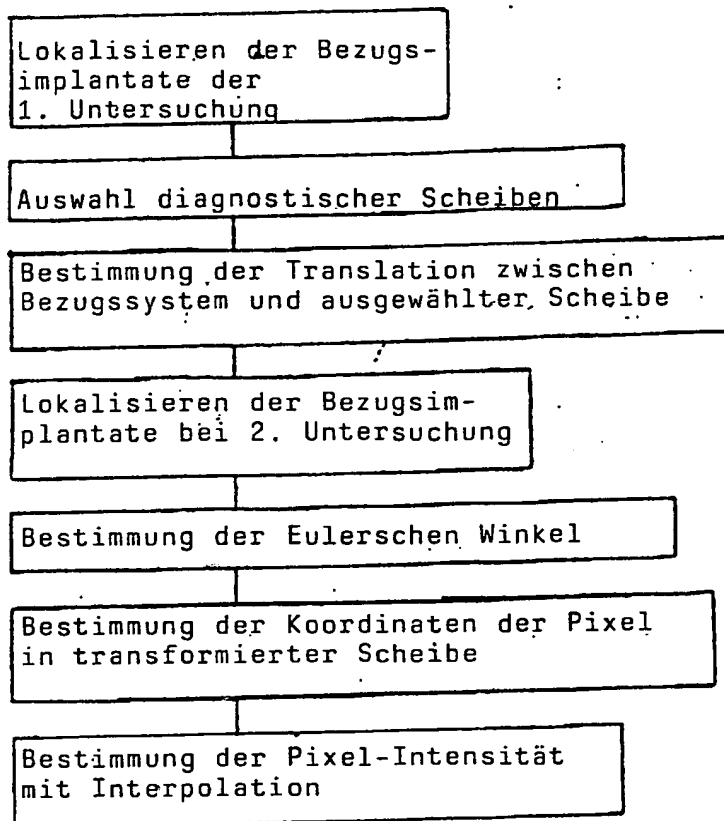 Lokalisieren der Bezugs-
implantate der
1. Untersuchung
Auswahl diagnostischer Scheiben
Bestimmung der Translation zwischen
Bezugssystem und ausgewählter Scheibe
Lokalisieren der Bezugsim-
plantate bei 2. Untersuchung
Bestimmung der Eulerschen Winkel
Bestimmung der Koordinaten der Pixel
in transformierter Scheibe
Bestimmung der Pixel-Intensität
mit Interpolation